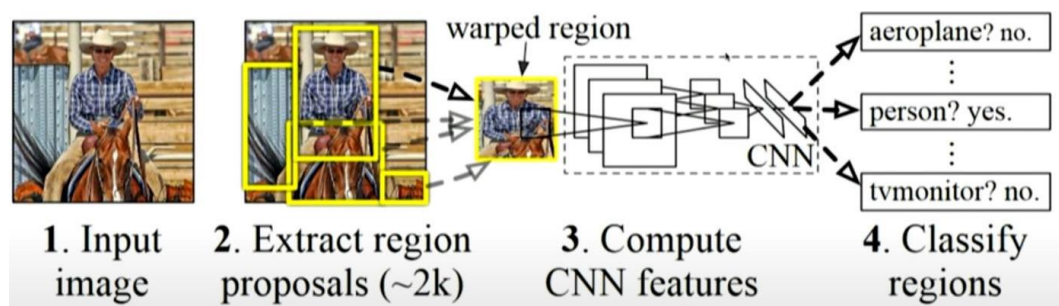 warped region
aeroplane? no.
⋮
person? yes.
⋮
tvmonitor? no.
CNN
1. Input
image
2. Extract region
proposals (~2k)
3. Compute
CNN features
4. Classify
regions